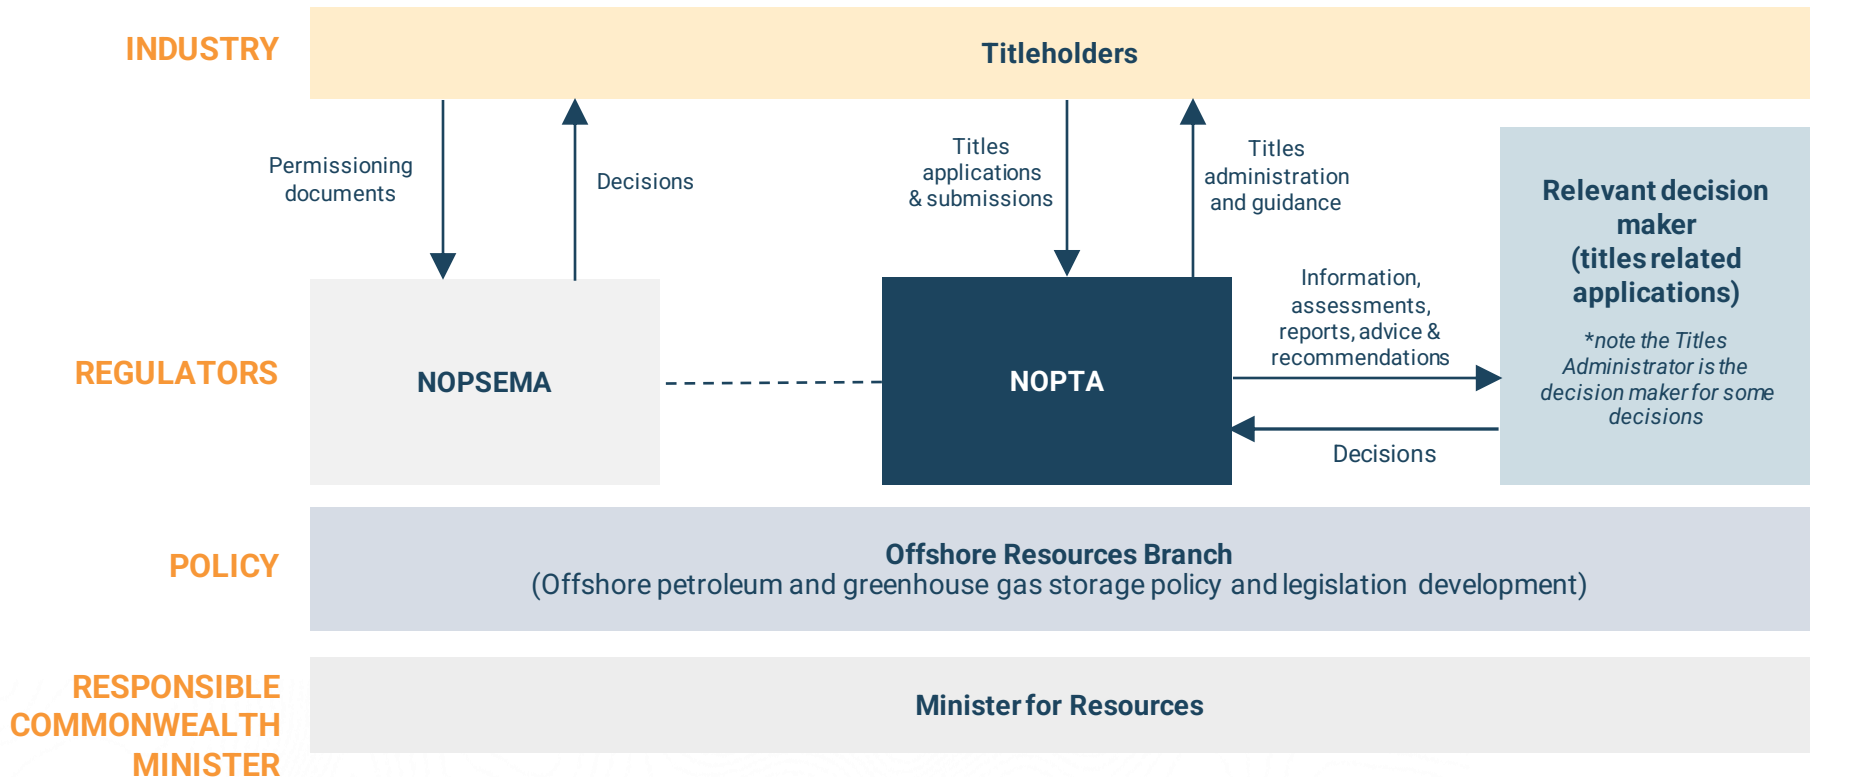 INDUSTRY
Titleholders
Permissioning
documents
Decisions
Titles
applications
& submissions
Titles
administration
and guidance
Relevant decision
maker
(titles related
applications)
*note the Titles
Administrator is the
decision maker for some
decisions
Information,
assessments,
reports, advice &
recommendations
REGULATORS
NOPSEMA
NOPTA
Decisions
POLICY
Offshore Resources Branch
(Offshore petroleum and greenhouse gas storage policy and legislation development)
RESPONSIBLE
COMMONWEALTH
MINISTER
Minister for Resources